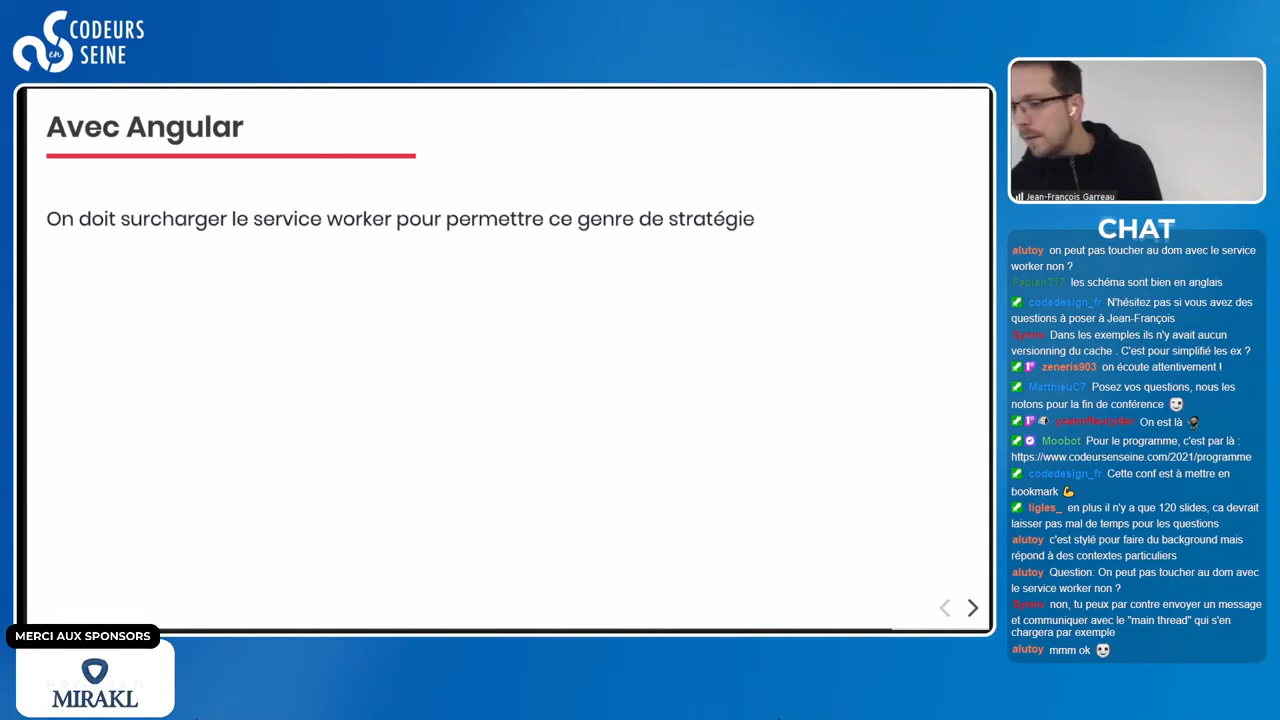 CODEURS
en SEINE
Avec Angular
On doit surcharger le service worker pour permettre ce genre de stratégie
Jean-François Garreau
CHAT
alutoy on peut pas toucher au dom avec le service
worker non ?
FabianT17 les schéma sont bien en anglais
codedesign_fr N'hésitez pas si vous avez des
questions à poser à Jean-François
Dans les exemples ils n'y avait aucun
versionning du cache . C'est pour simplifié les ex ?
zeneris903 on écoute attentivement !
MatthieuC7 Posez vos questions, nous les
notons pour la fin de conférence
On est là
Moobot Pour le programme, c'est par là :
https://www.codeursenseine.com/2021/programme
codedesign_fr Cette conf est à mettre en
bookmark
ligles_ en plus il n'y a que 120 slides, ca devrait
laisser pas mal de temps pour les questions
alutoy c'est stylé pour faire du background mais
répond à des contextes particuliers
alutoy Question: On peut pas toucher au dom avec
le service worker non ?
non, tu peux par contre envoyer un message
et communiquer avec le "main thread" qui s'en
chargera par exemple
alutoy mmm ok
MERCI AUX SPONSORS
MIRAKL